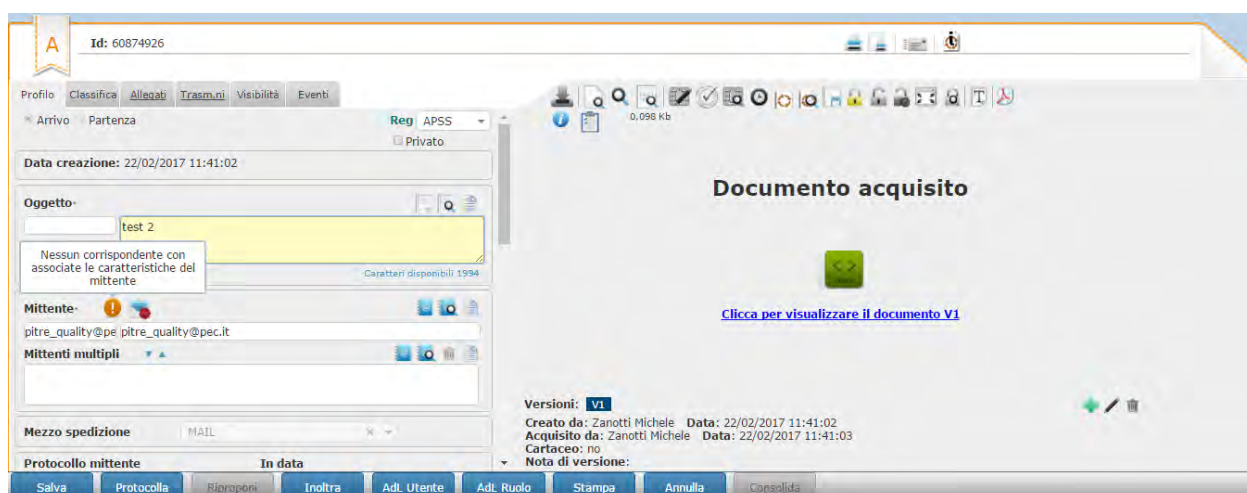 A
Id: 60874926
Profilo Classifica Allegati Trasm.ni Visibilità Eventi
Arrivo Partenza Reg APSS
Privato
Data creazione: 22/02/2017 11:41:02
Oggetto*
test 2
Nessun corrispondente con
associate le caratteristiche del
mittente
Caratteri disponibili 1994
Mittente*
pitre_quality@pe pitre_quality@pec.it
Mittenti multipli
Mezzo spedizione MAIL
Protocollo mittente In data
0,098 Kb
Documento acquisito
Clicca per visualizzare il documento V1
Versioni: V1
Creato da: Zanotti Michele Data: 22/02/2017 11:41:02
Acquisito da: Zanotti Michele Data: 22/02/2017 11:41:03
Cartaceo: no
Nota di versione:
Salva Protocolla Riproponi Inoltra AdL Utente AdL Ruolo Stampa Annulla Consolida